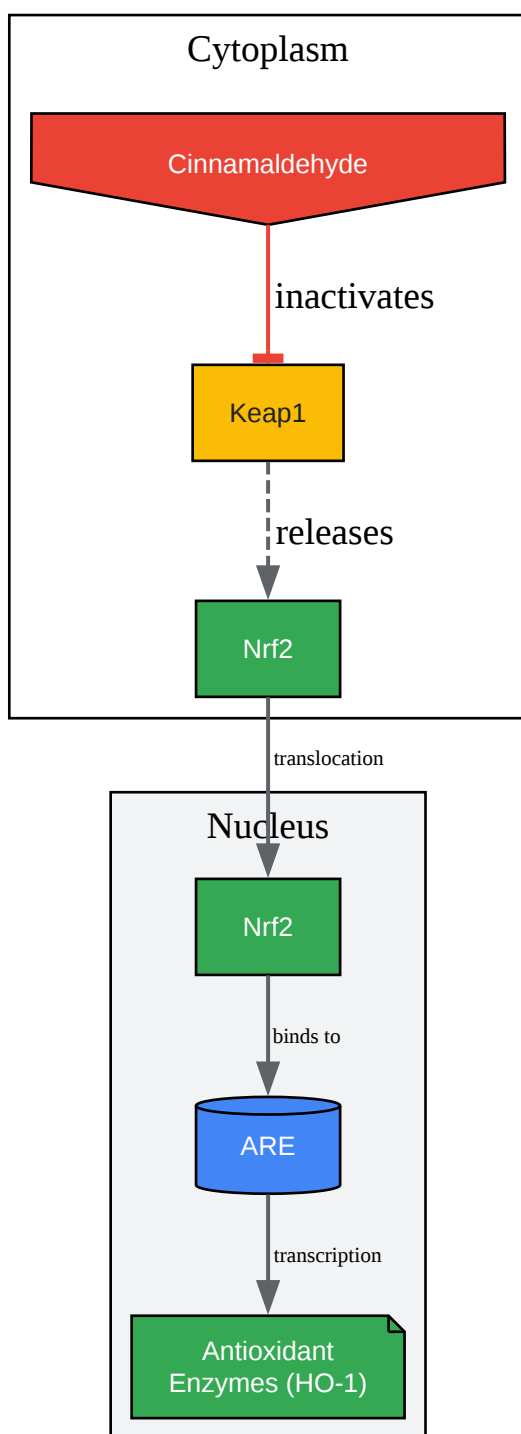 Cytoplasm
Cinnamaldehyde
inactivates
Keap1
releases
Nrf2
translocation
Nucleus
Nrf2
binds to
ARE
transcription
Antioxidant
Enzymes (HO-1)